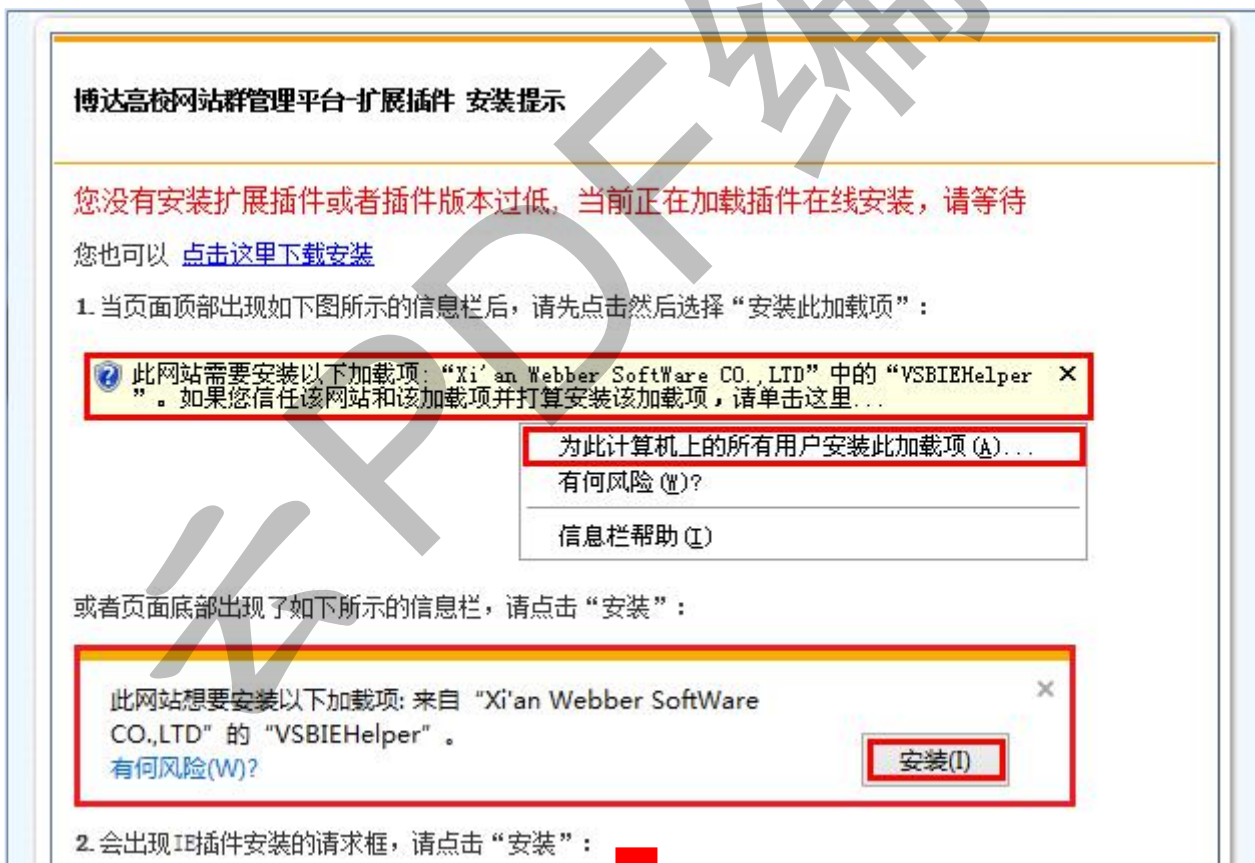 博达高校网站群管理平台-扩展插件 安装提示
您没有安装扩展插件或者插件版本过低，当前正在加载插件在线安装，请等待
您也可以 点击这里下载安装
1. 当页面顶部出现如下图所示的信息栏后，请先点击然后选择“安装此加载项”：
此网站需要安装以下加载项：“Xi'an Webber SoftWare CO.,LTD”中的“VSBIEHelper
”。如果您信任该网站和该加载项并打算安装该加载项，请单击这里...
为此计算机上的所有用户安装此加载项(A)...
有何风险(W)?
信息栏帮助(I)
或者页面底部出现了如下所示的信息栏，请点击“安装”：
此网站想要安装以下加载项: 来自“Xi'an Webber SoftWare
CO.,LTD”的“VSBIEHelper”。
有何风险(W)?
安装(I)
2. 会出现IE插件安装的请求框，请点击“安装”：
云PDF编